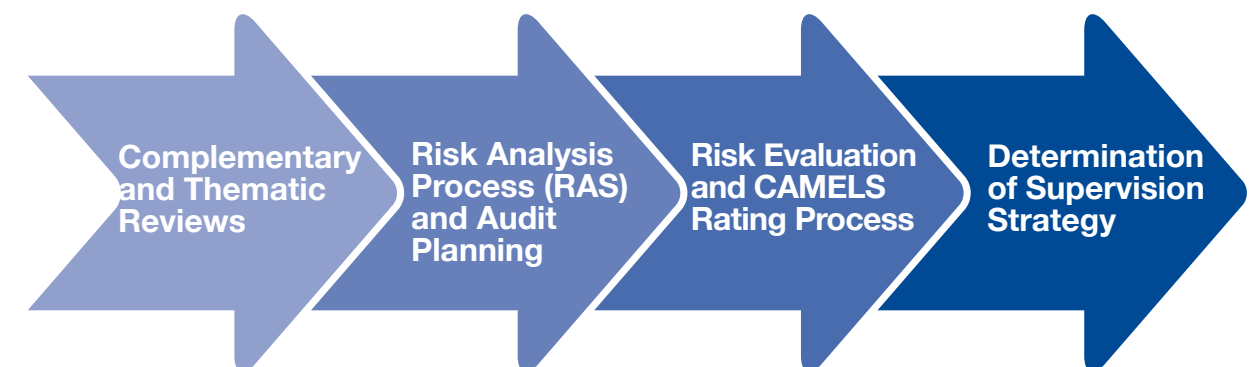 Complementary
and Thematic
Reviews
Risk Analysis
Process (RAS)
and Audit
Planning
Risk Evaluation
and CAMELS
Rating Process
Determination
of Supervision
Strategy